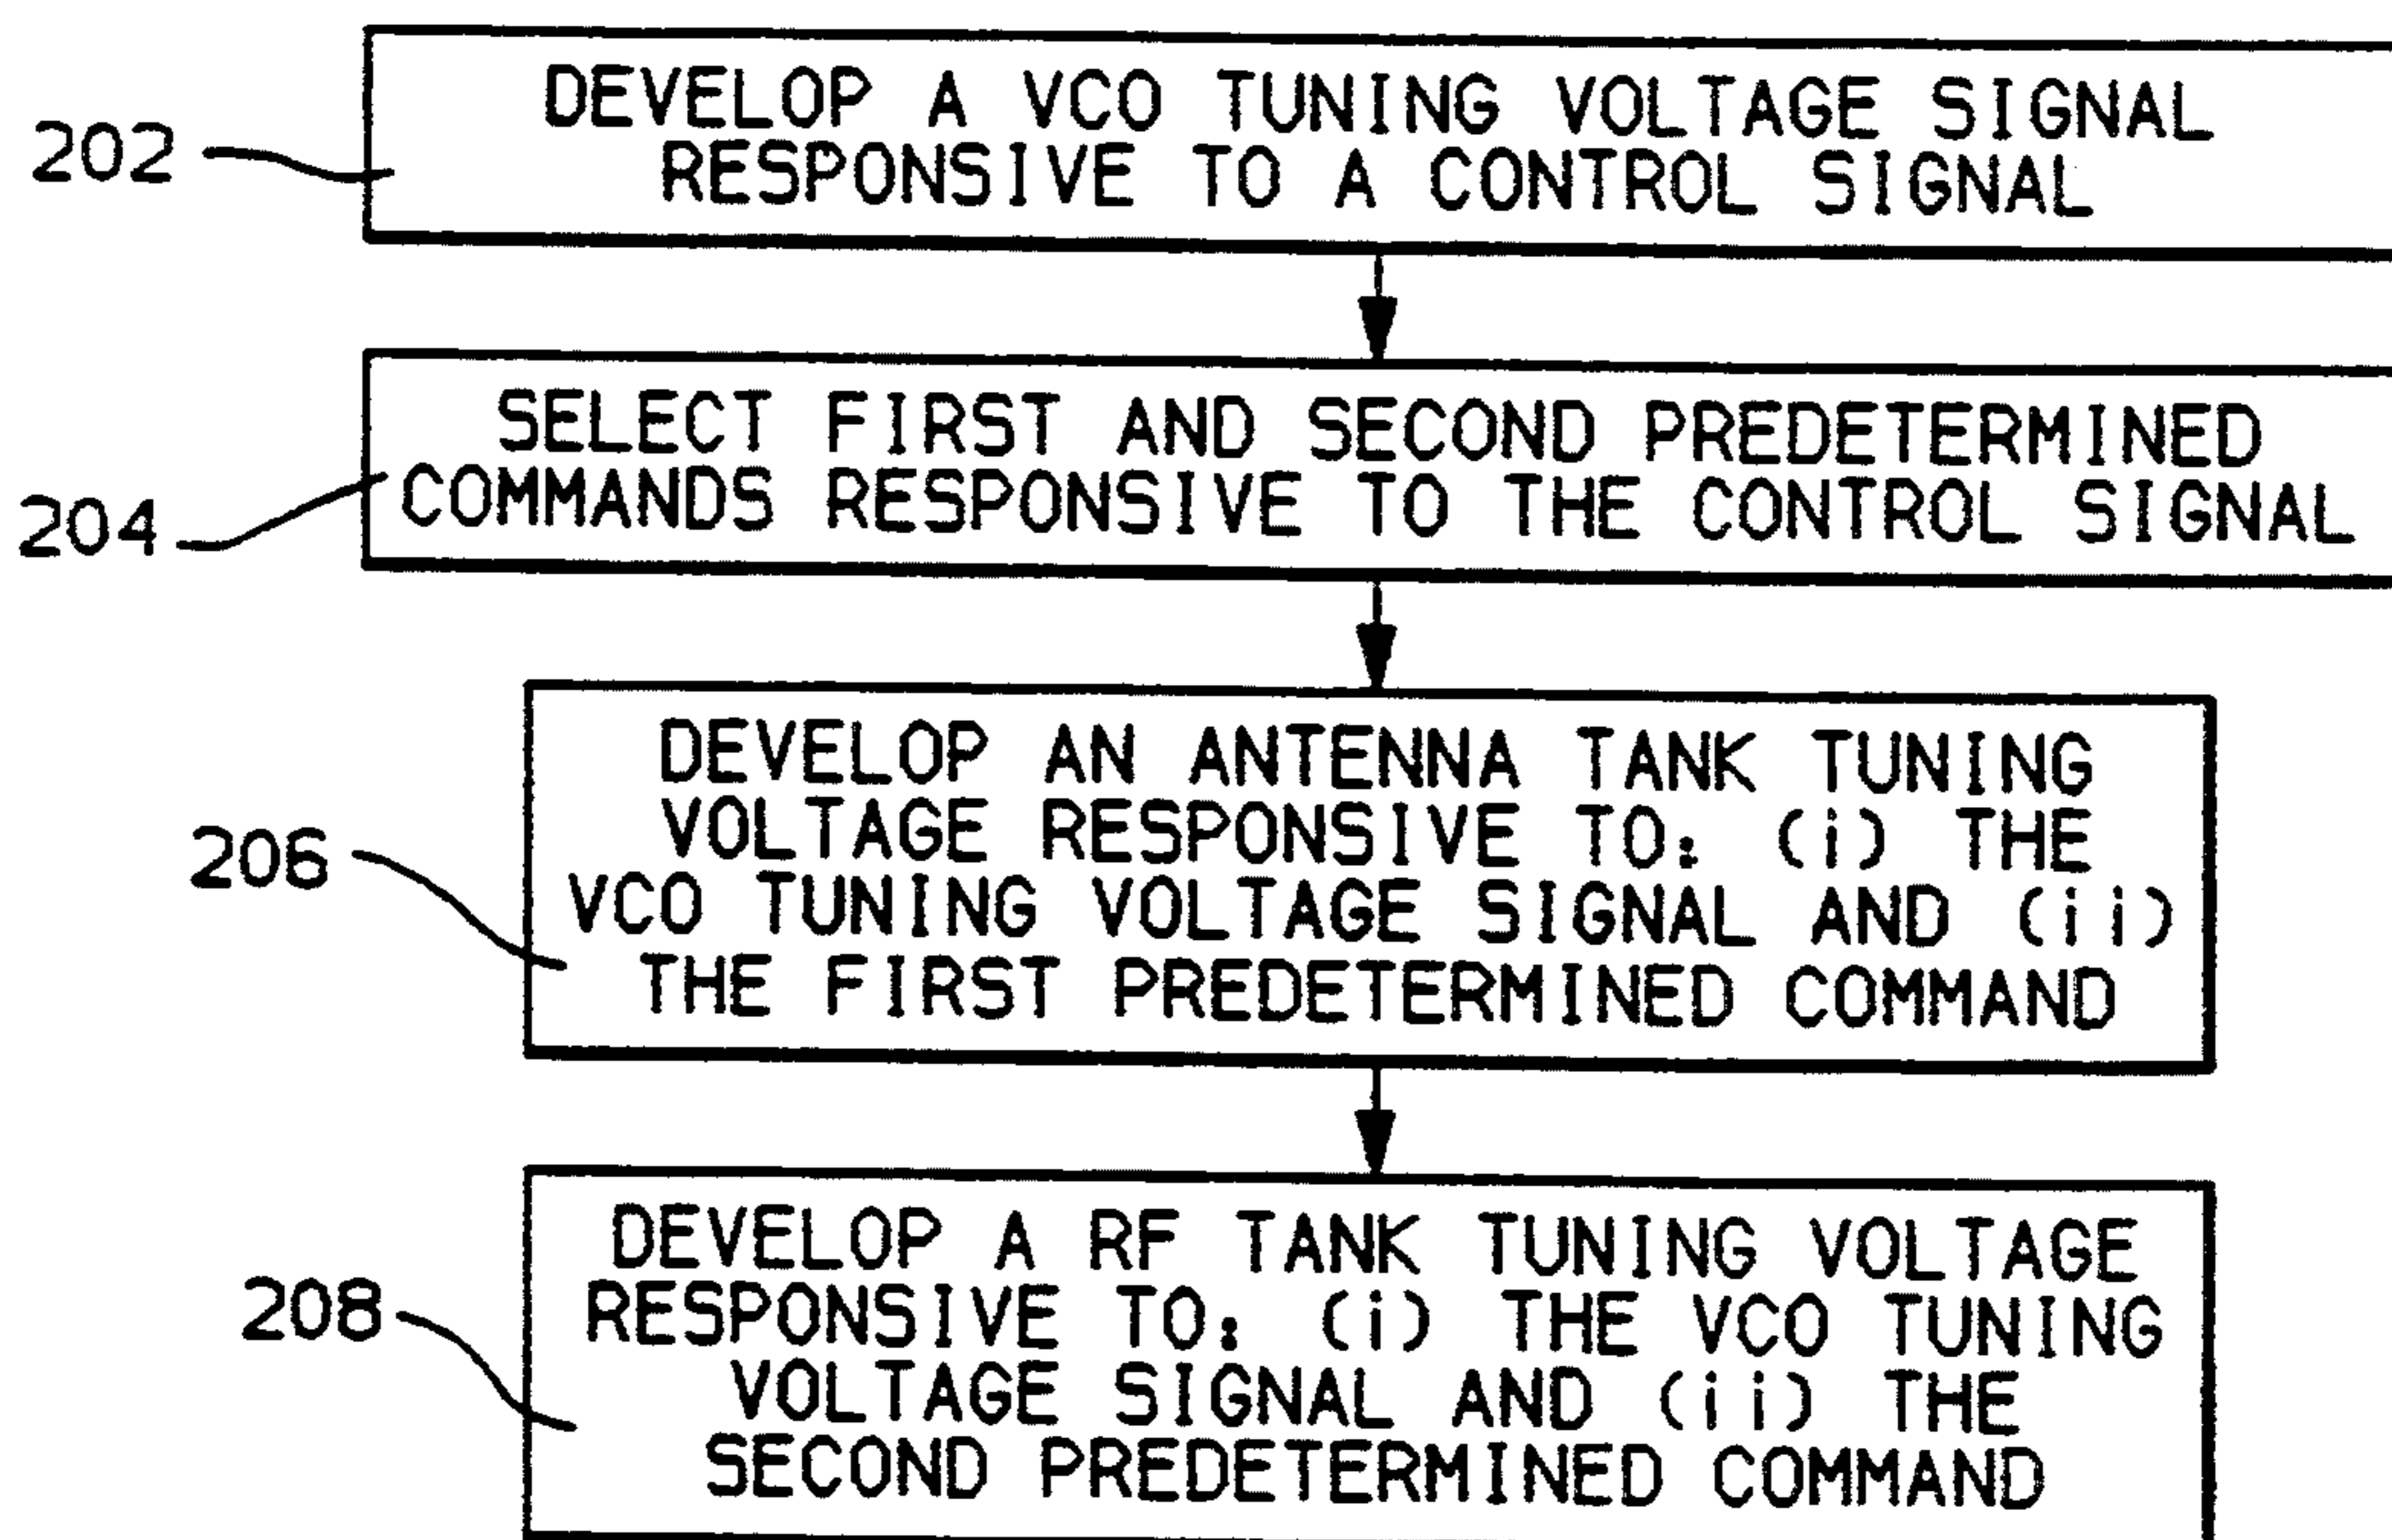 202
DEVELOP A VCO TUNING VOLTAGE SIGNAL
RESPONSIVE TO A CONTROL SIGNAL
204
SELECT FIRST AND SECOND PREDETERMINED
COMMANDS RESPONSIVE TO THE CONTROL SIGNAL
206
DEVELOP AN ANTENNA TANK TUNING
VOLTAGE RESPONSIVE TO: (i) THE
VCO TUNING VOLTAGE SIGNAL AND (ii)
THE FIRST PREDETERMINED COMMAND
208
DEVELOP A RF TANK TUNING VOLTAGE
RESPONSIVE TO: (i) THE VCO TUNING
VOLTAGE SIGNAL AND (ii) THE
SECOND PREDETERMINED COMMAND